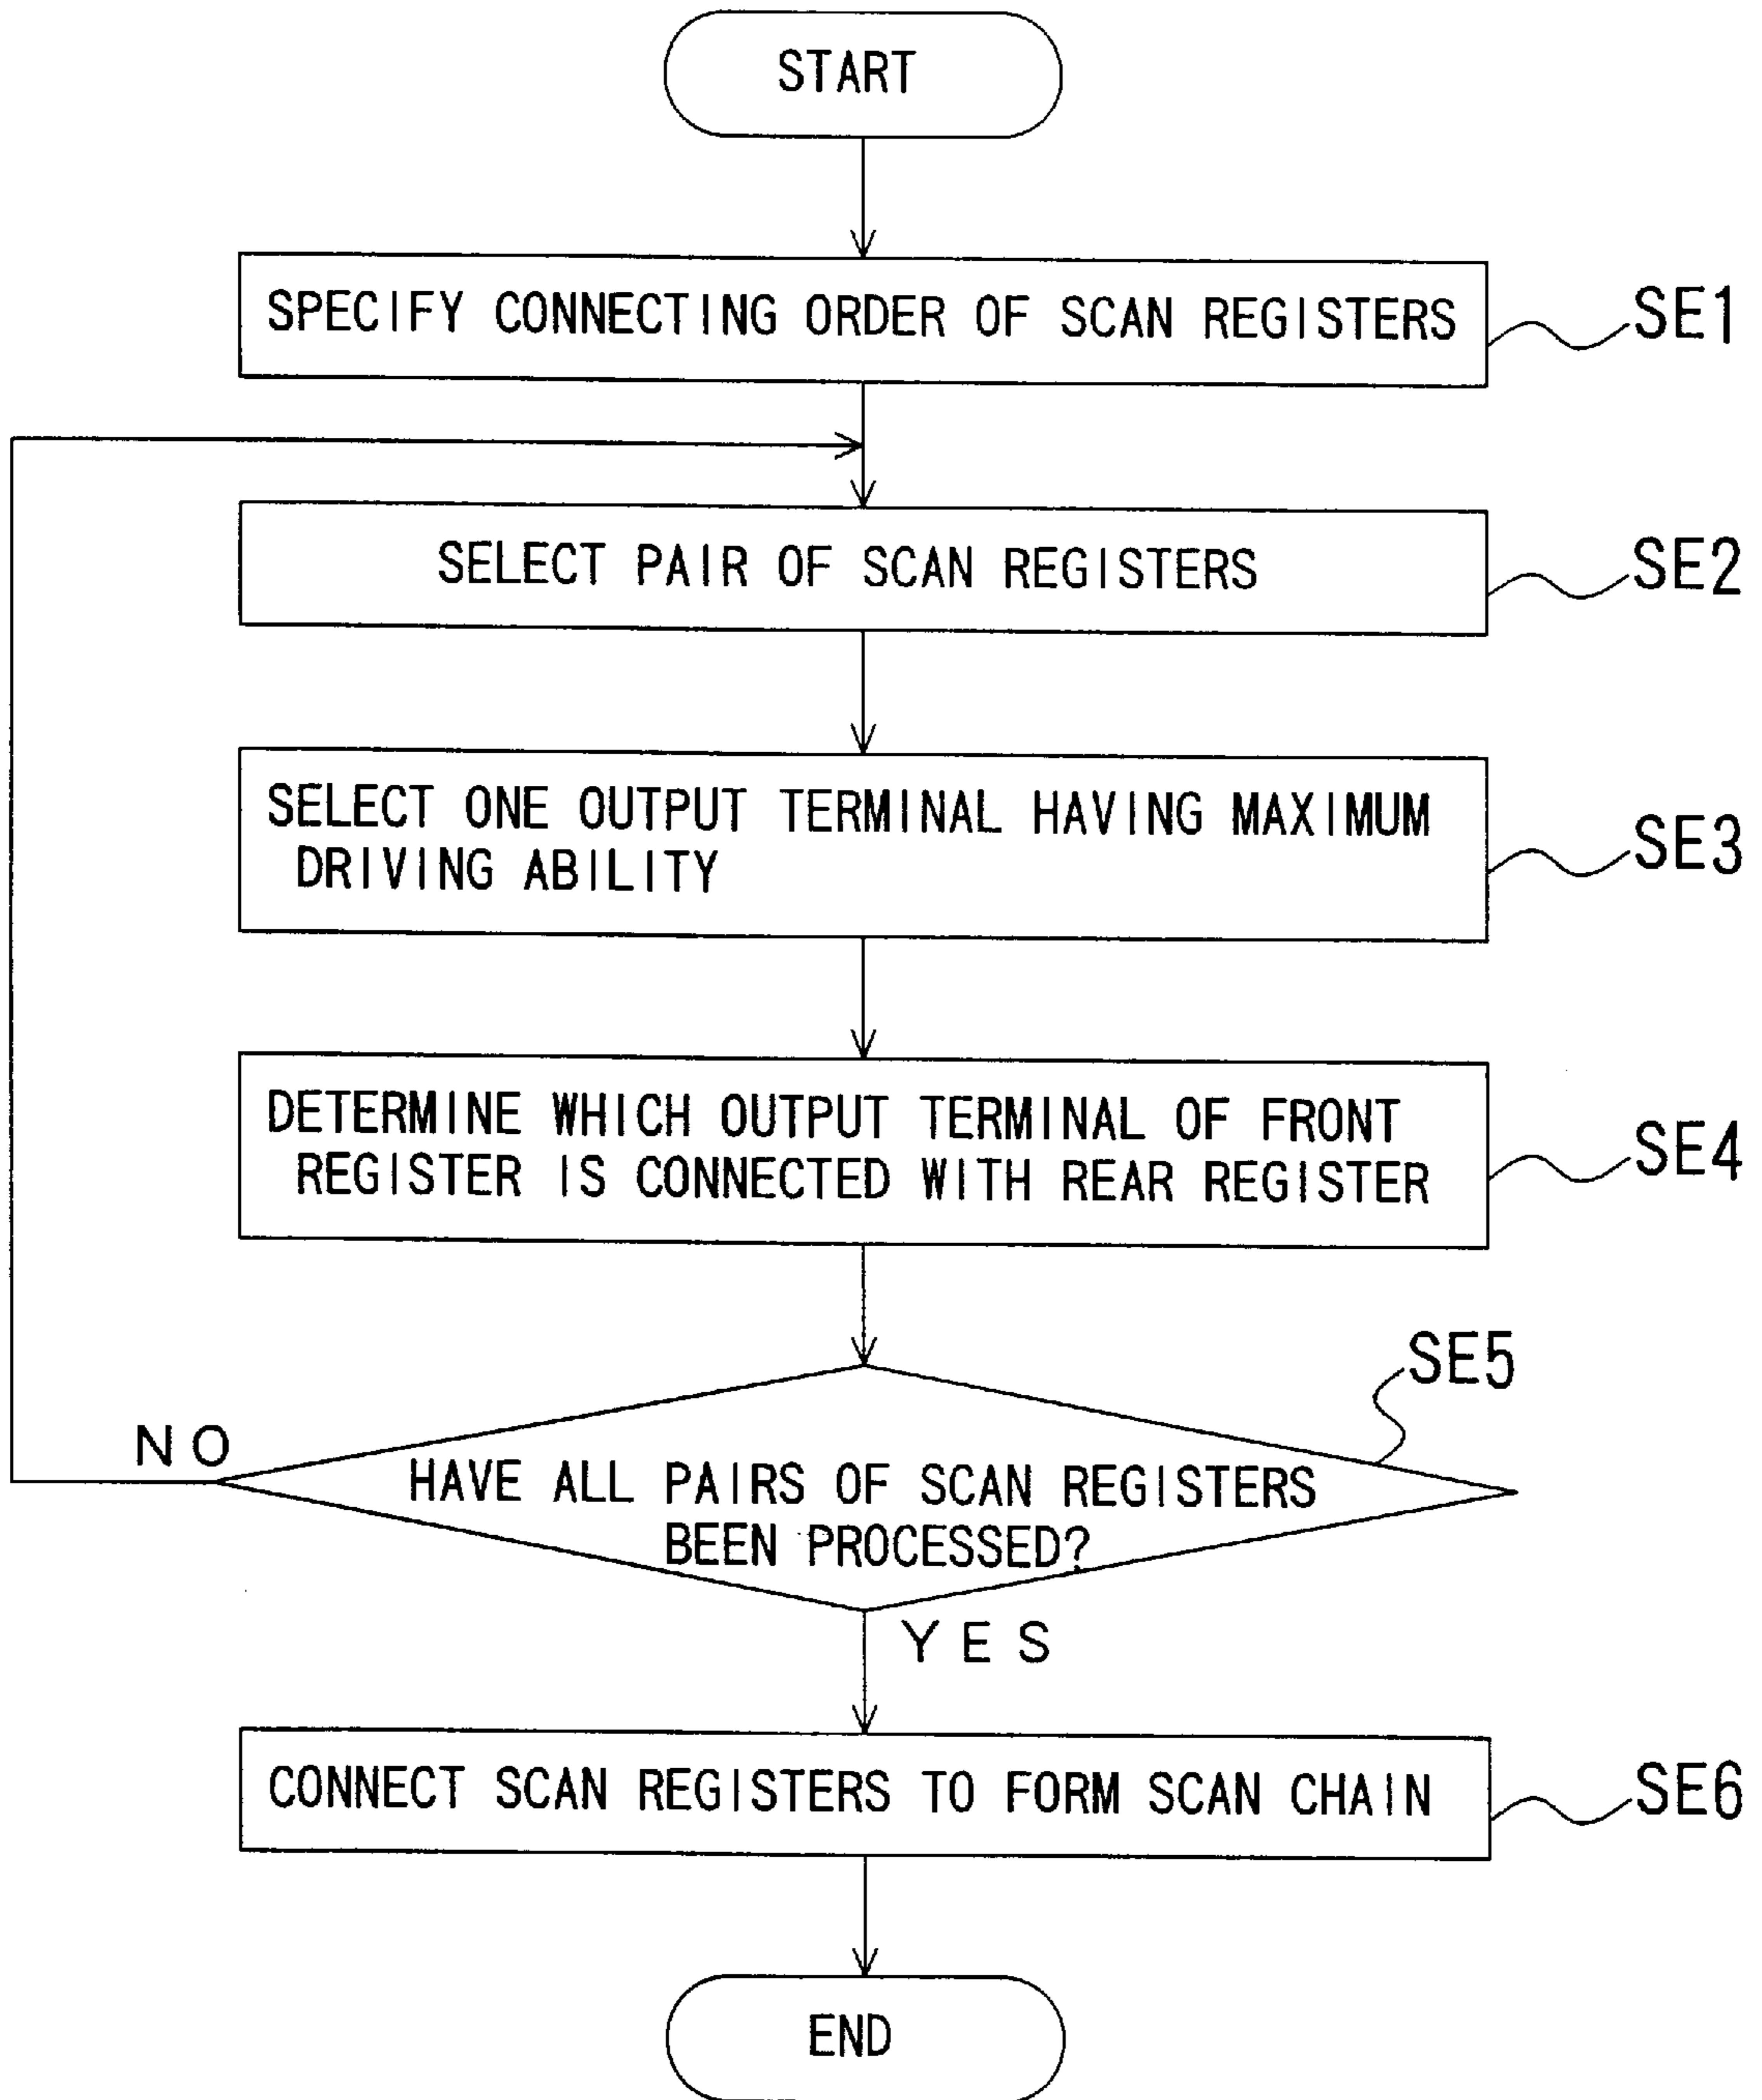 START
SPECIFY CONNECTING ORDER OF SCAN REGISTERS
SE1
SELECT PAIR OF SCAN REGISTERS
SE2
SELECT ONE OUTPUT TERMINAL HAVING MAXIMUM
DRIVING ABILITY
SE3
DETERMINE WHICH OUTPUT TERMINAL OF FRONT
REGISTER IS CONNECTED WITH REAR REGISTER
SE4
SE5
NO
HAVE ALL PAIRS OF SCAN REGISTERS
BEEN PROCESSED?
YES
CONNECT SCAN REGISTERS TO FORM SCAN CHAIN
SE6
END